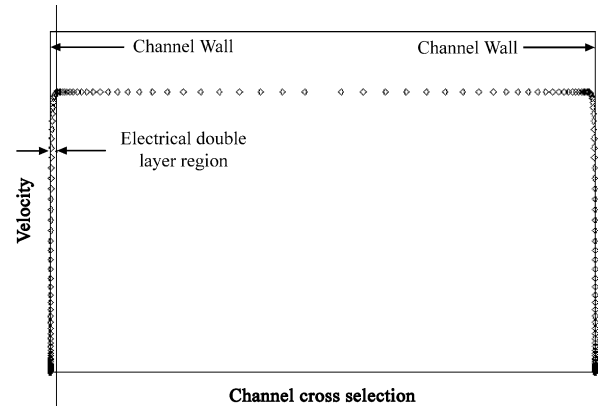 Channel Wall
Channel Wall
Electrical double
layer region
Velocity
Channel cross selection